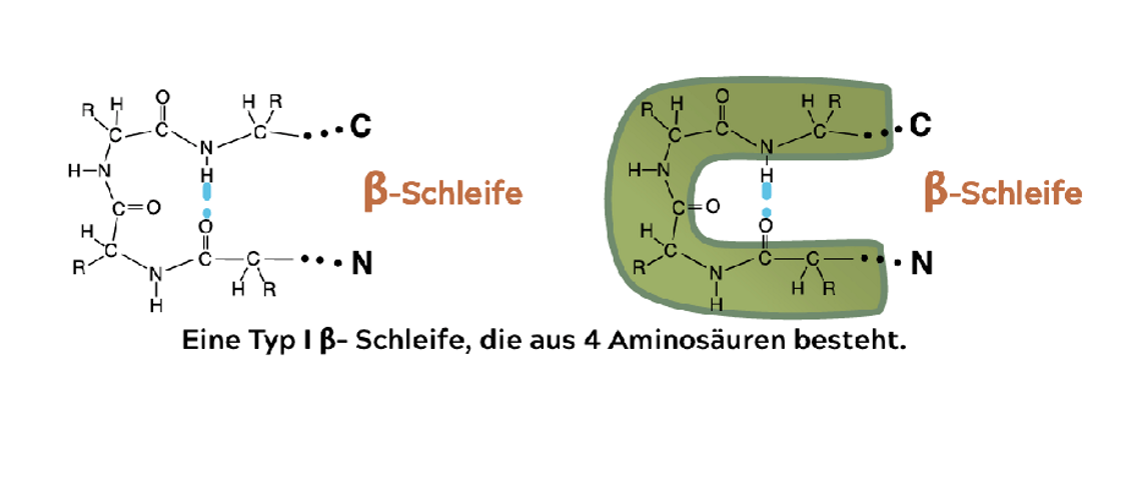 R H O H R
C C N C ...C
H-N H
C=O
β-Schleife
O
H C C C ...N
R N H R
H
R H O H R
C C N C ...C
H-N H
C=O
β-Schleife
O
H C C C ...N
R N H R
H
Eine Typ I β- Schleife, die aus 4 Aminosäuren besteht.